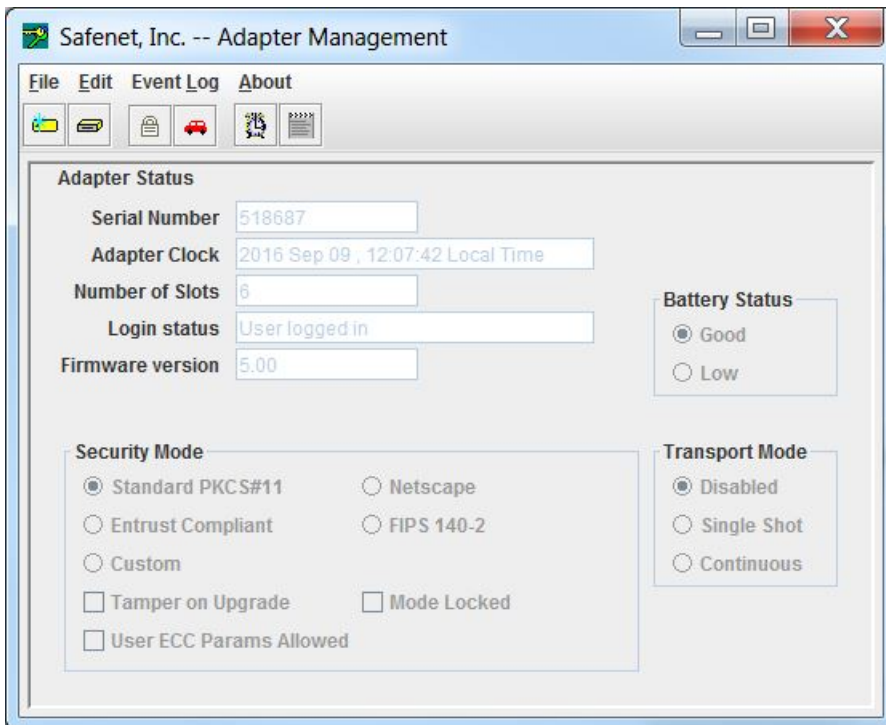 Safenet, Inc. -- Adapter Management
File Edit Event Log About
Adapter Status
Serial Number 518687
Adapter Clock 2016 Sep 09 , 12:07:42 Local Time
Number of Slots 6
Login status User logged in
Firmware version 5.00
Battery Status
Good
Low
Security Mode
Standard PKCS#11 Netscape
Entrust Compliant FIPS 140-2
Custom
Tamper on Upgrade Mode Locked
User ECC Params Allowed
Transport Mode
Disabled
Single Shot
Continuous